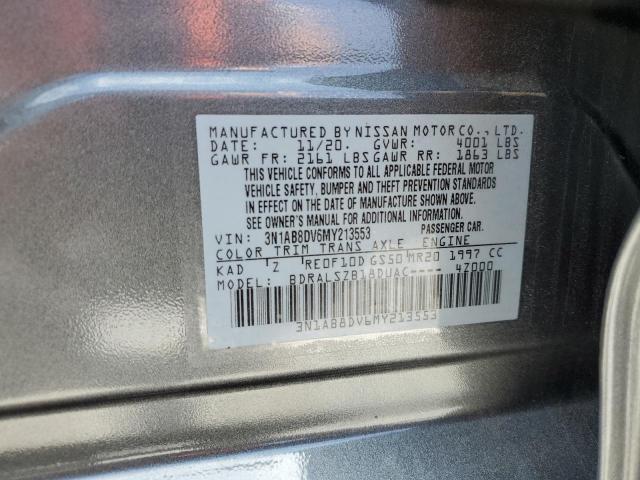 MANUFACTURED BY NISSAN MOTOR CO., LTD.
DATE: 11/20. GVWR: 4001 LBS
GAWR FR: 2161 LBS GAWR RR: 1863 LBS
THIS VEHICLE CONFORMS TO ALL APPLICABLE FEDERAL MOTOR
VEHICLE SAFETY, BUMPER AND THEFT PREVENTION STANDARDS
IN EFFECT ON THE DATE OF MANUFACTURE SHOWN ABOVE.
SEE OWNER'S MANUAL FOR ADDITIONAL INFORMATION.
VIN: 3N1AB8DV6MY213553 PASSENGER CAR.
COLOR TRIM TRANS AXLE ENGINE
KAD Z RE0F10D GS50 MR20 1997 CC
MODEL: BDRALSZB18DUAC---- 4Z000
3N1AB8DV6MY213553